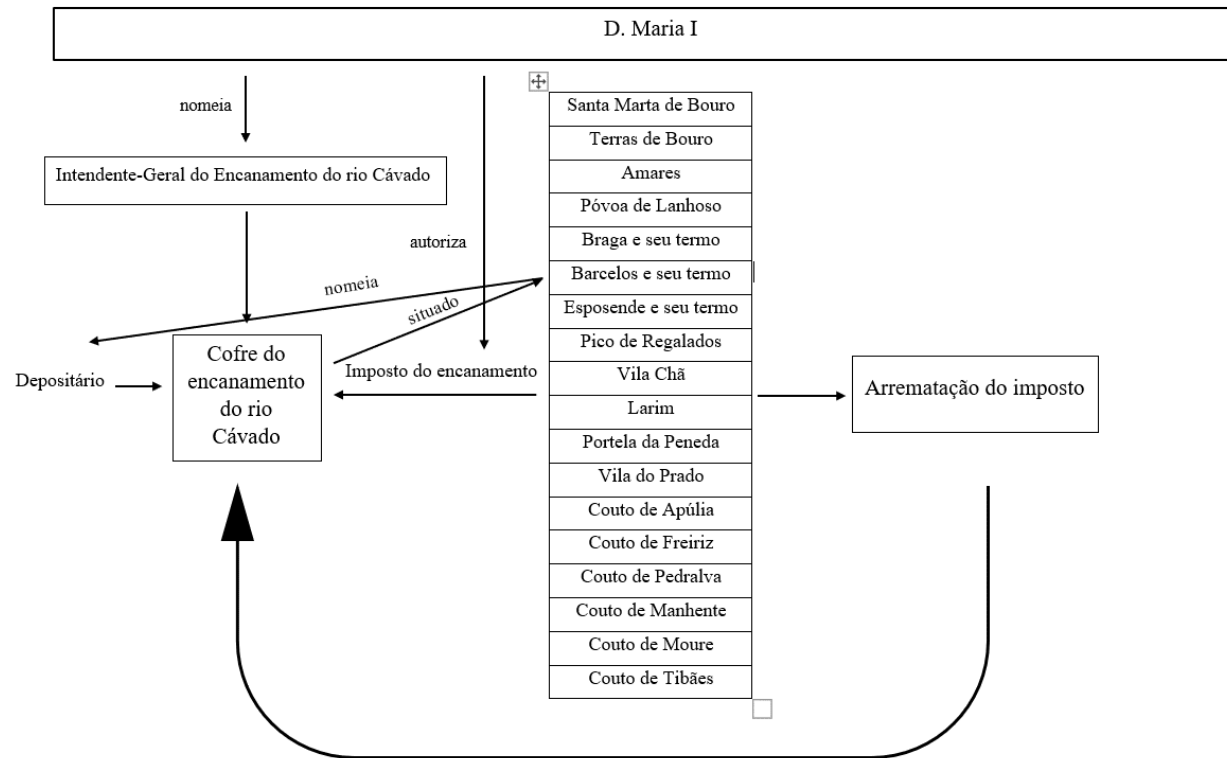 D. Maria I
nomeia
Intendente-Geral do Encanamento do rio Cávado
autoriza
nomeia
situado
Depositário
Cofre do
encanamento
do rio
Cávado
Imposto do encanamento
Santa Marta de Bouro
Terras de Bouro
Amares
Póvoa de Lanhoso
Braga e seu termo
Barcelos e seu termo
Esposende e seu termo
Pico de Regalados
Vila Chã
Larim
Portela da Peneda
Vila do Prado
Couto de Apúlia
Couto de Freiriz
Couto de Pedralva
Couto de Manhente
Couto de Moure
Couto de Tibães
Arrematação do imposto